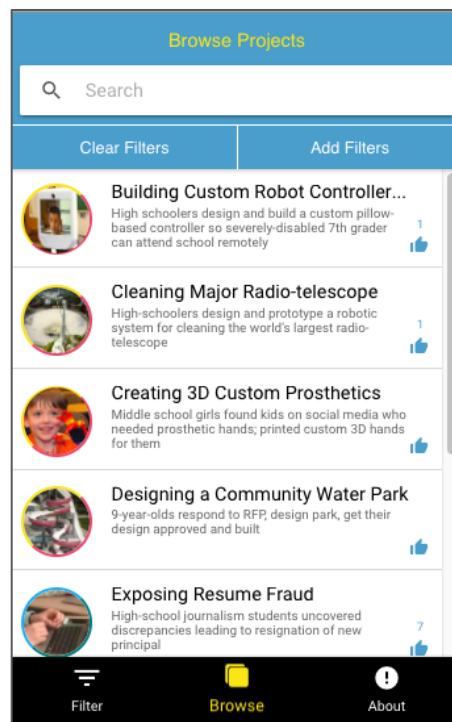 Browse Projects
Search
Clear Filters
Add Filters
Building Custom Robot Controller...
High schoolers design and build a custom pillow-
based controller so severely-disabled 7th grader
can attend school remotely
1
Cleaning Major Radio-telescope
High-schoolers design and prototype a robotic
system for cleaning the world's largest radio-
telescope
1
Creating 3D Custom Prosthetics
Middle school girls found kids on social media who
needed prosthetic hands; printed custom 3D hands
for them
Designing a Community Water Park
9-year-olds respond to RFP, design park, get their
design approved and built
Exposing Resume Fraud
High-school journalism students uncovered
discrepancies leading to resignation of new
principal
7
Filter
Browse
About